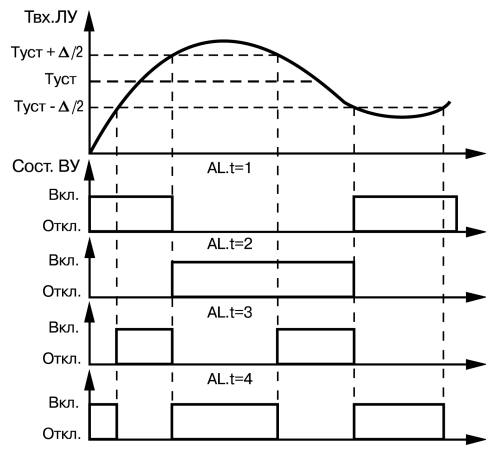 Твх.ЛУ
Туст + Δ/2
Туст
Туст - Δ/2
Сост. ВУ
AL.t=1
Вкл.
Откл.
AL.t=2
Вкл.
Откл.
AL.t=3
Вкл.
Откл.
AL.t=4
Вкл.
Откл.